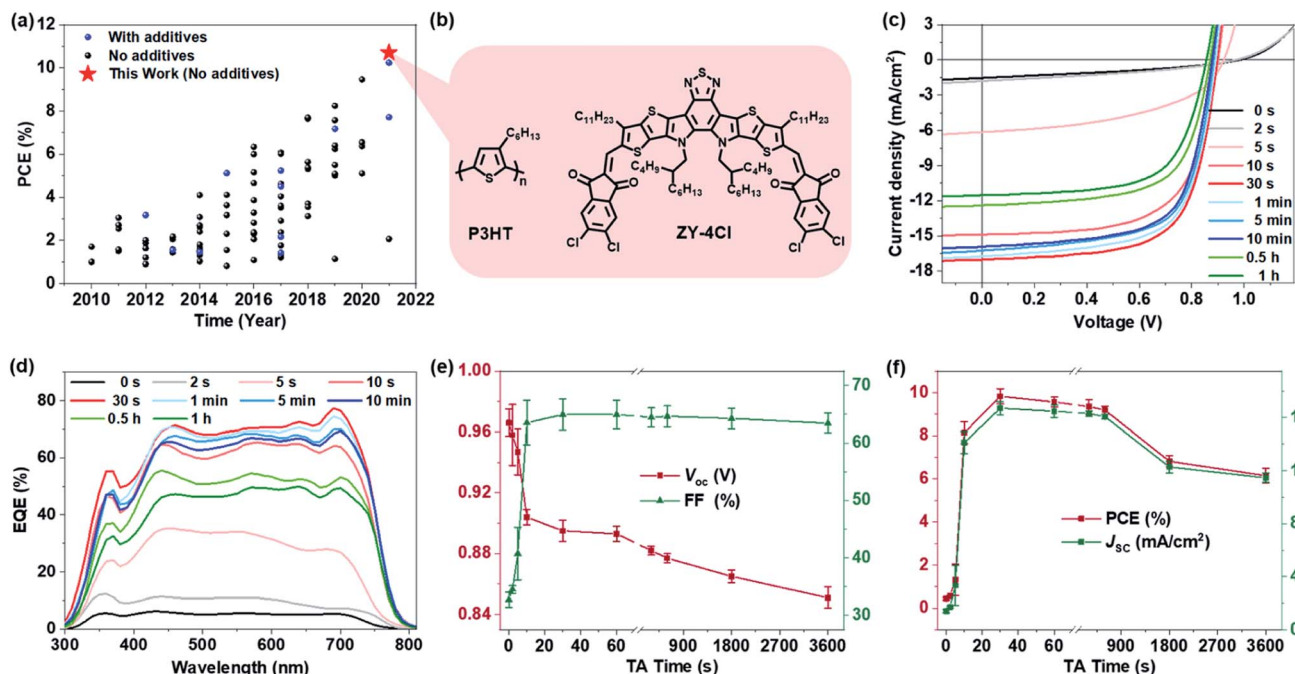 (a)
12
10
8
6
4
2
0
PCE (%)
With additives
No additives
This Work (No additives)
2010 2012 2014 2016 2018 2020 2022
Time (Year)
(b)
C6H13
S
n
P3HT
S
N N
S S
C11H23 C11H23
S N N S
C4H9 C4H9
C6H13 C6H13
O O O O
Cl Cl Cl Cl
ZY-4Cl
(c)
3
0
-3
-6
-9
-12
-15
-18
Current density (mA/cm2)
0 s
2 s
5 s
10 s
30 s
1 min
5 min
10 min
0.5 h
1 h
0.0 0.2 0.4 0.6 0.8 1.0
Voltage (V)
(d)
0 s 2 s 5 s 10 s
30 s 1 min 5 min 10 min
0.5 h 1 h
80
60
40
20
0
EQE (%)
300 400 500 600 700 800
Wavelength (nm)
(e)
1.00
0.96
0.92
0.88
0.84
70
65
60
55
50
45
40
35
30
Voc (V)
FF (%)
0 20 40 60 900 1800 2700 3600
TA Time (s)
(f)
10
8
6
4
2
0
PCE (%)
JSC (mA/cm2)
0 20 40 60 900 1800 2700 3600
TA Time (s)
8
4
0